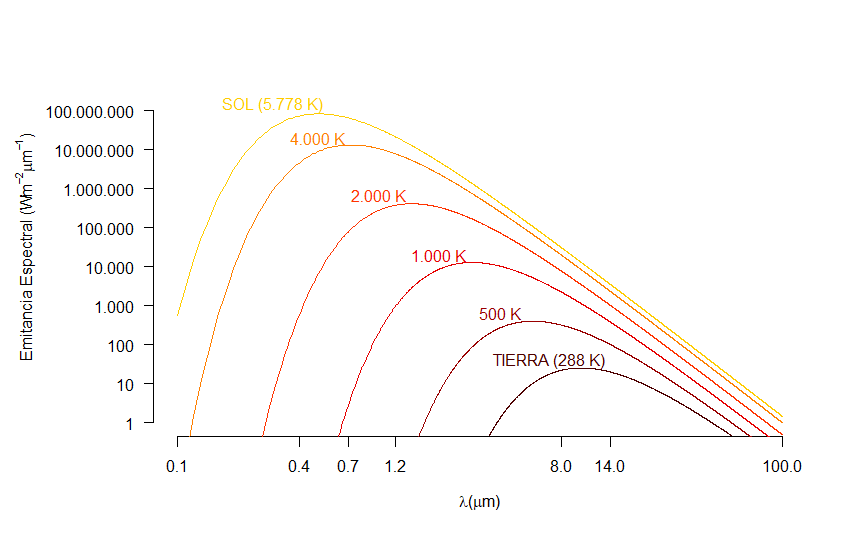 SOL (5.778 K)
100.000.000
4.000 K
10.000.000
2.000 K
1.000.000
100.000
1.000 K
10.000
1.000
500 K
100
TIERRA (288 K)
10
1
Emitancia Espectral (Wm−2μm−1)
0.1 0.4 0.7 1.2 8.0 14.0 100.0
λ(μm)